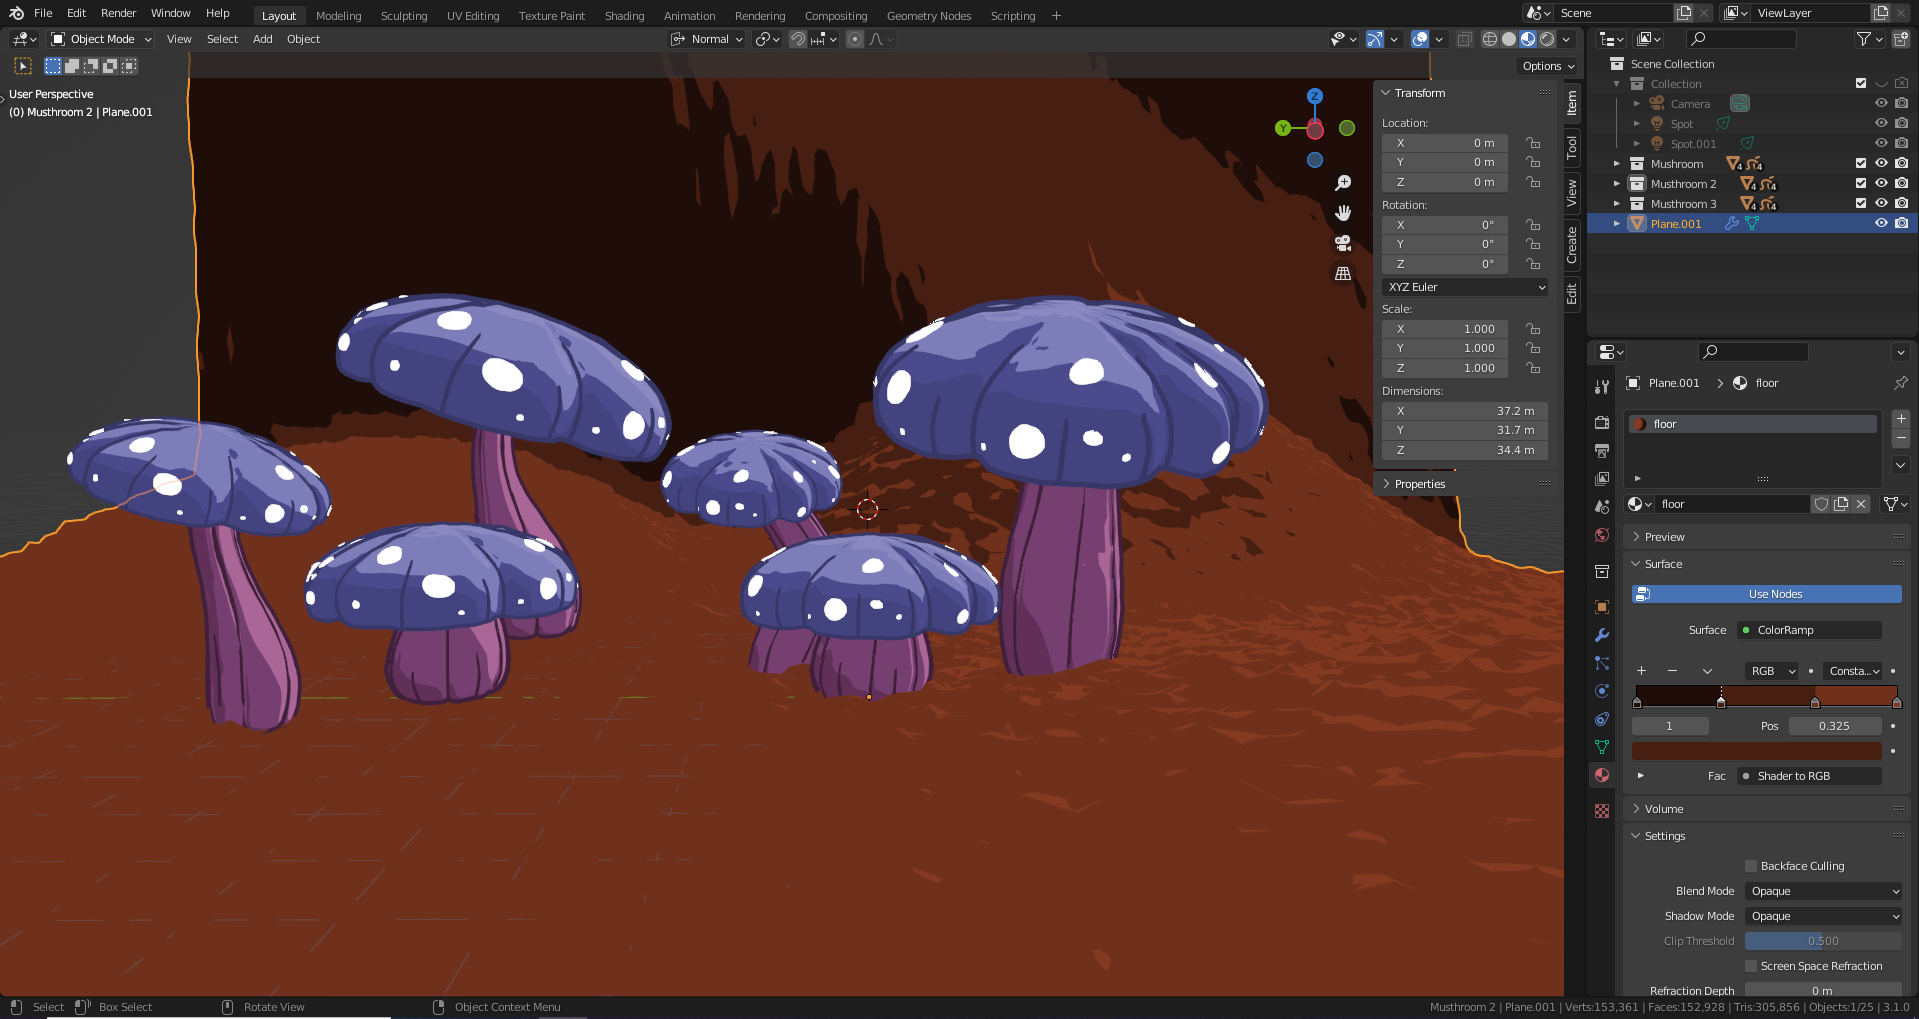 File Edit Render Window Help Layout Modeling Sculpting UV Editing Texture Paint Shading Animation Rendering Compositing Geometry Nodes Scripting + Scene ViewLayer
Object Mode View Select Add Object Normal
Options
User Perspective
(0) Musthroom 2 | Plane.001
Z
Y
Transform
Location:
X 0 m
Y 0 m
Z 0 m
Rotation:
X 0°
Y 0°
Z 0°
XYZ Euler
Scale:
X 1.000
Y 1.000
Z 1.000
Dimensions:
X 37.2 m
Y 31.7 m
Z 34.4 m
Properties
Item
Tool
View
Create
Edit
Scene Collection
Collection
Camera
Spot
Spot.001
Mushroom 4 4
Musthroom 2 4 4
Musthroom 3 4 4
Plane.001
Plane.001 > floor
floor
floor
Preview
Surface
Use Nodes
Surface ColorRamp
+ − RGB Consta...
1 Pos 0.325
Fac Shader to RGB
Volume
Settings
Backface Culling
Blend Mode Opaque
Shadow Mode Opaque
Clip Threshold 0.500
Screen Space Refraction
Refraction Depth 0 m
Select Box Select Rotate View Object Context Menu Musthroom 2 | Plane.001 | Verts:153,361 | Faces:152,928 | Tris:305,856 | Objects:1/25 | 3.1.0